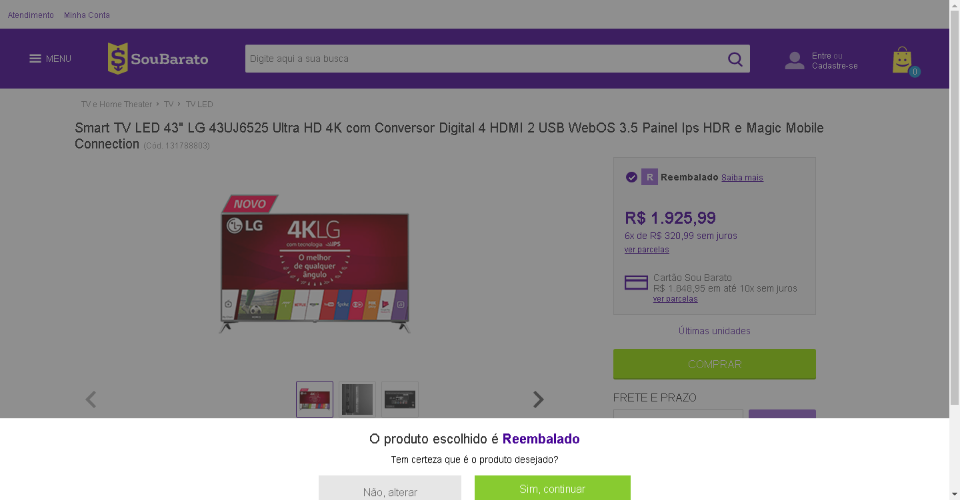 Atendimento Minha Conta
MENU
SouBarato
Digite aqui a sua busca
Entre ou
Cadastre-se
0
TV e Home Theater TV TV LED
Smart TV LED 43" LG 43UJ6525 Ultra HD 4K com Conversor Digital 4 HDMI 2 USB WebOS 3.5 Painel Ips HDR e Magic Mobile
Connection (Cód. 131788803)
R Reembalado Saiba mais
NOVO
LG
4K LG
com tecnologia IPS
O melhor
de qualquer
ângulo
R$ 1.925,99
6x de R$ 320,99 sem juros
ver parcelas
Cartão Sou Barato
R$ 1.848,95 em até 10x sem juros
ver parcelas
Últimas unidades
COMPRAR
FRETE E PRAZO
O produto escolhido é Reembalado
Tem certeza que é o produto desejado?
Não, alterar
Sim, continuar